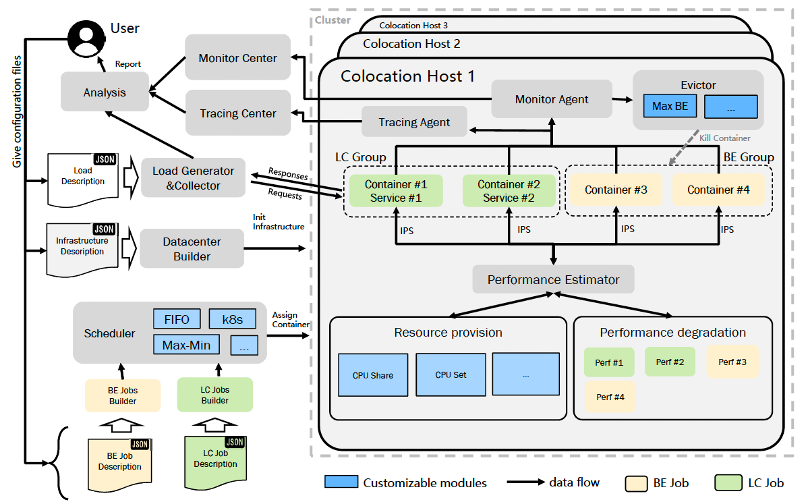 User
Give configuration files
Report
Analysis
Monitor Center
Tracing Center
JSON
Load
Description
Load Generator
&Collector
Responses
Requests
JSON
Infrastructure
Description
Datacenter
Builder
Init
Infrastructure
Scheduler
FIFO
k8s
Max-Min
...
Assign
Container
BE Jobs
Builder
LC Jobs
Builder
JSON
BE Job
Description
JSON
LC Job
Description
Cluster
Colocation Host 3
Colocation Host 2
Colocation Host 1
Monitor Agent
Tracing Agent
Evictor
Max BE
...
Kill Container
LC Group
BE Group
Container #1
Service #1
Container #2
Service #2
Container #3
Container #4
IPS
IPS
IPS
IPS
Performance Estimator
Resource provision
CPU Share
CPU Set
...
Performance degradation
Perf #1
Perf #2
Perf #3
Perf #4
Customizable modules
data flow
BE Job
LC Job